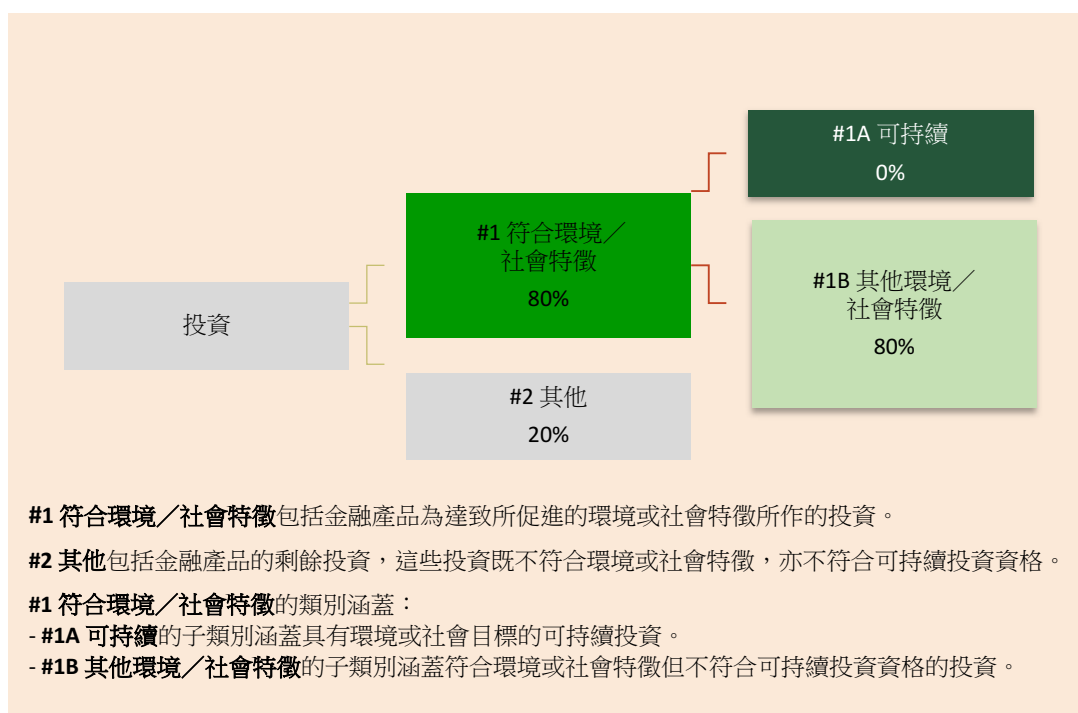 #1A 可持續
0%
#1 符合環境／
社會特徵
80%
#1B 其他環境／
社會特徵
80%
投資
#2 其他
20%
#1 符合環境／社會特徵包括金融產品為達致所促進的環境或社會特徵所作的投資。
#2 其他包括金融產品的剩餘投資，這些投資既不符合環境或社會特徵，亦不符合可持續投資資格。
#1 符合環境／社會特徵的類別涵蓋：
- #1A 可持續的子類別涵蓋具有環境或社會目標的可持續投資。
- #1B 其他環境／社會特徵的子類別涵蓋符合環境或社會特徵但不符合可持續投資資格的投資。